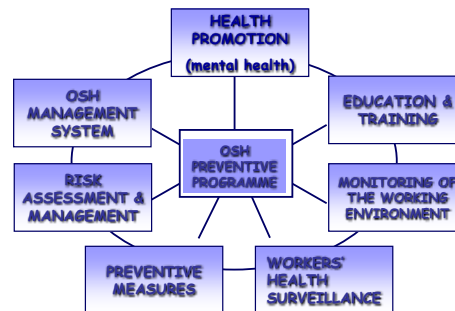 HEALTH
PROMOTION
(mental health)
OSH
MANAGEMENT
SYSTEM
EDUCATION &
TRAINING
OSH
PREVENTIVE
PROGRAMME
RISK
ASSESSMENT &
MANAGEMENT
MONITORING OF
THE WORKING
ENVIRONMENT
PREVENTIVE
MEASURES
WORKERS'
HEALTH
SURVEILLANCE